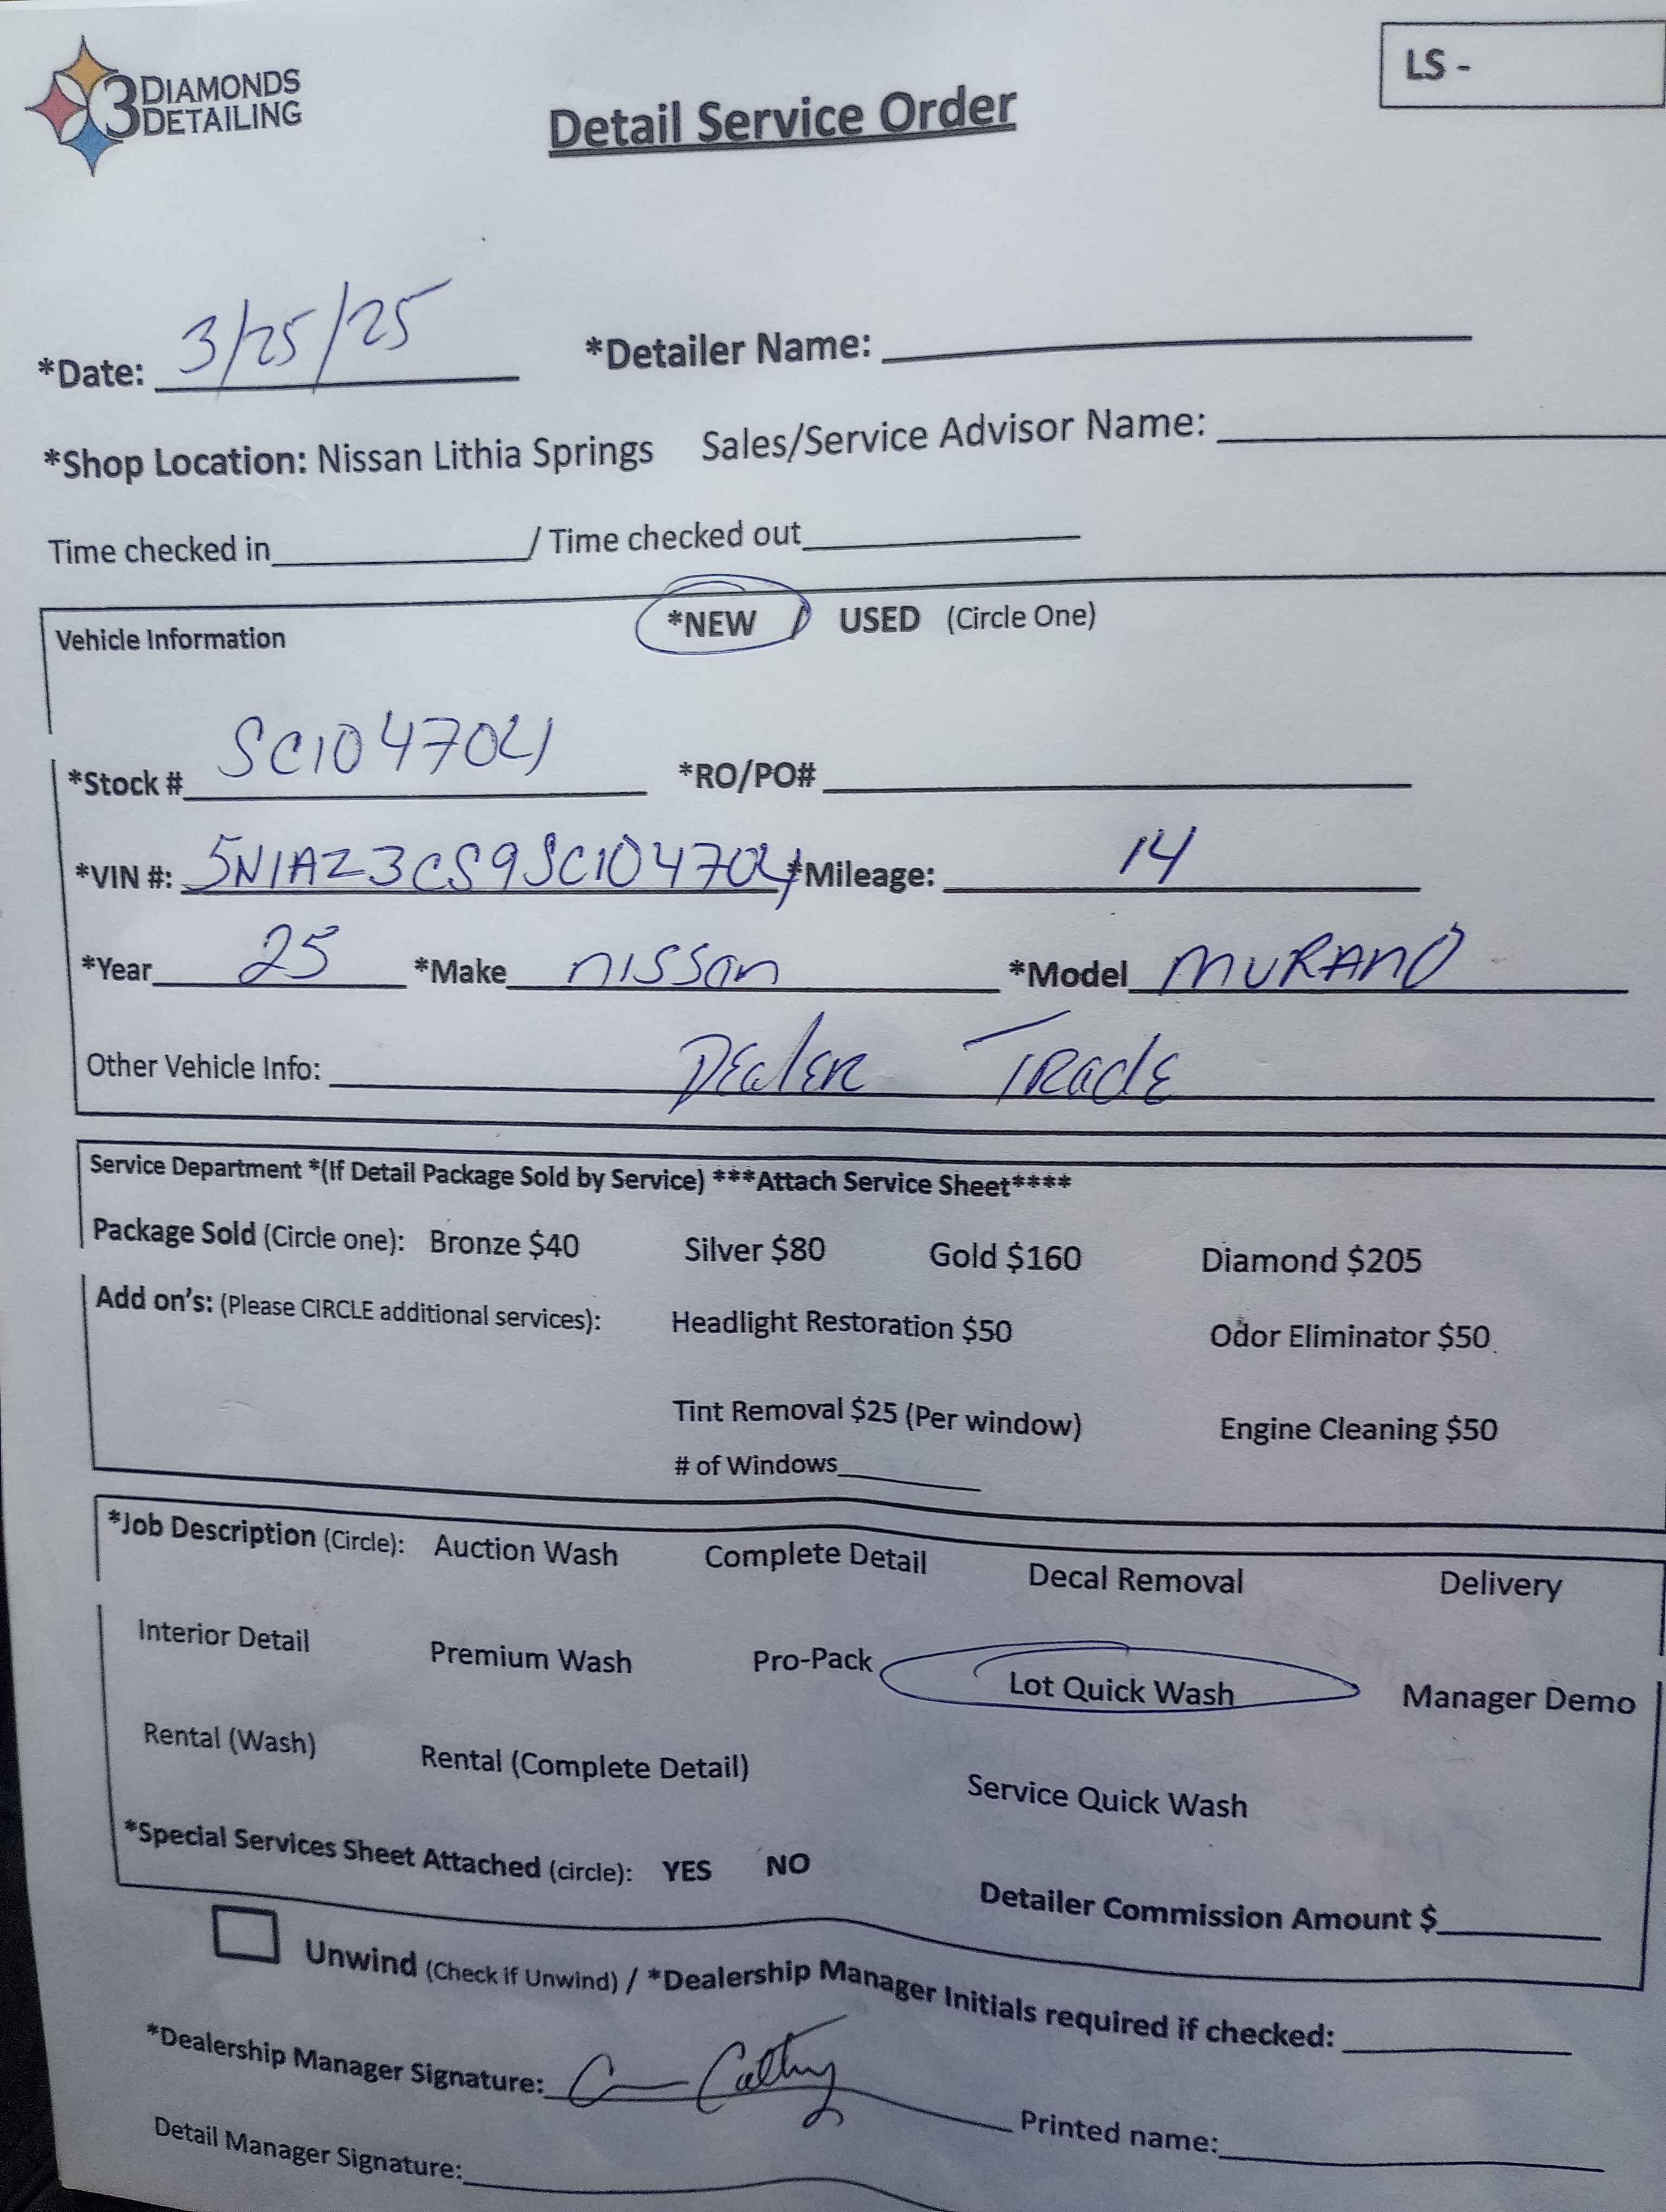 3 DIAMONDS
DETAILING
LS -
Detail Service Order
*Date: 3/25/25 *Detailer Name:
*Shop Location: Nissan Lithia Springs Sales/Service Advisor Name:
Time checked in / Time checked out
Vehicle Information *NEW / USED (Circle One)
*Stock # SC104704 *RO/PO#
*VIN #: 5N1AZ3CS9SC104704 *Mileage: 14
*Year 25 *Make nissan *Model MURANO
Other Vehicle Info: DEalER TRadE
Service Department *(If Detail Package Sold by Service) ***Attach Service Sheet****
Package Sold (Circle one): Bronze $40 Silver $80 Gold $160 Diamond $205
Add on's: (Please CIRCLE additional services): Headlight Restoration $50 Odor Eliminator $50
Tint Removal $25 (Per window) Engine Cleaning $50
# of Windows
*Job Description (Circle): Auction Wash Complete Detail Decal Removal Delivery
Interior Detail Premium Wash Pro-Pack Lot Quick Wash Manager Demo
Rental (Wash) Rental (Complete Detail) Service Quick Wash
*Special Services Sheet Attached (circle): YES NO Detailer Commission Amount $
Unwind (Check if Unwind) / *Dealership Manager Initials required if checked:
*Dealership Manager Signature: Printed name:
Detail Manager Signature: